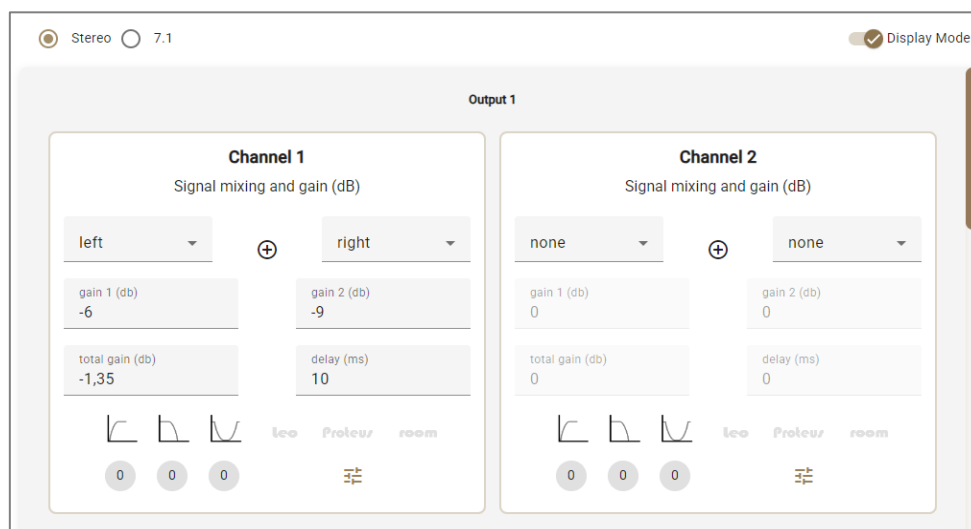 Stereo 7.1 Display Mode
Output 1
Channel 1
Signal mixing and gain (dB)
left right
gain 1 (db) gain 2 (db)
-6 -9
total gain (db) delay (ms)
-1,35 10
Leo Proteus room
0 0 0
Channel 2
Signal mixing and gain (dB)
none none
gain 1 (db) gain 2 (db)
0 0
total gain (db) delay (ms)
0 0
Leo Proteus room
0 0 0